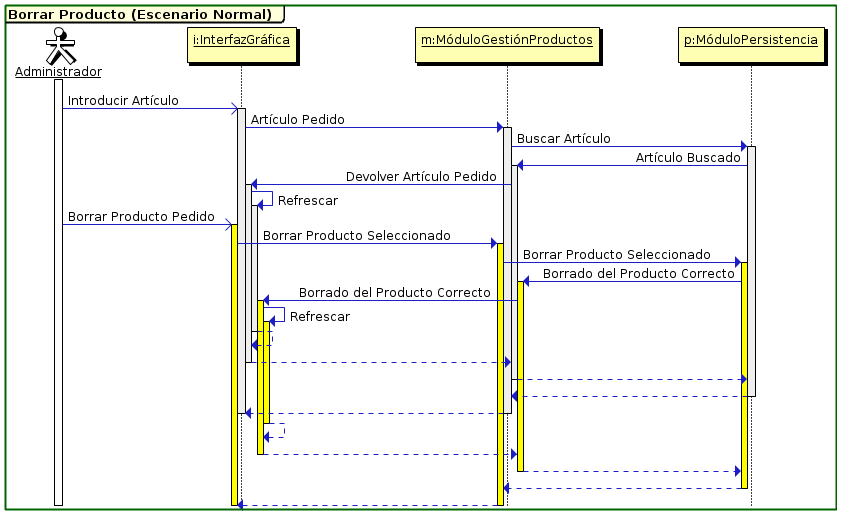 Borrar Producto (Escenario Normal)
i:InterfazGráfica
m:MóduloGestiónProductos
p:MóduloPersistencia
Administrador
Introducir Artículo
Artículo Pedido
Buscar Artículo
Artículo Buscado
Devolver Artículo Pedido
Refrescar
Borrar Producto Pedido
Borrar Producto Seleccionado
Borrar Producto Seleccionado
Borrado del Producto Correcto
Borrado del Producto Correcto
Refrescar